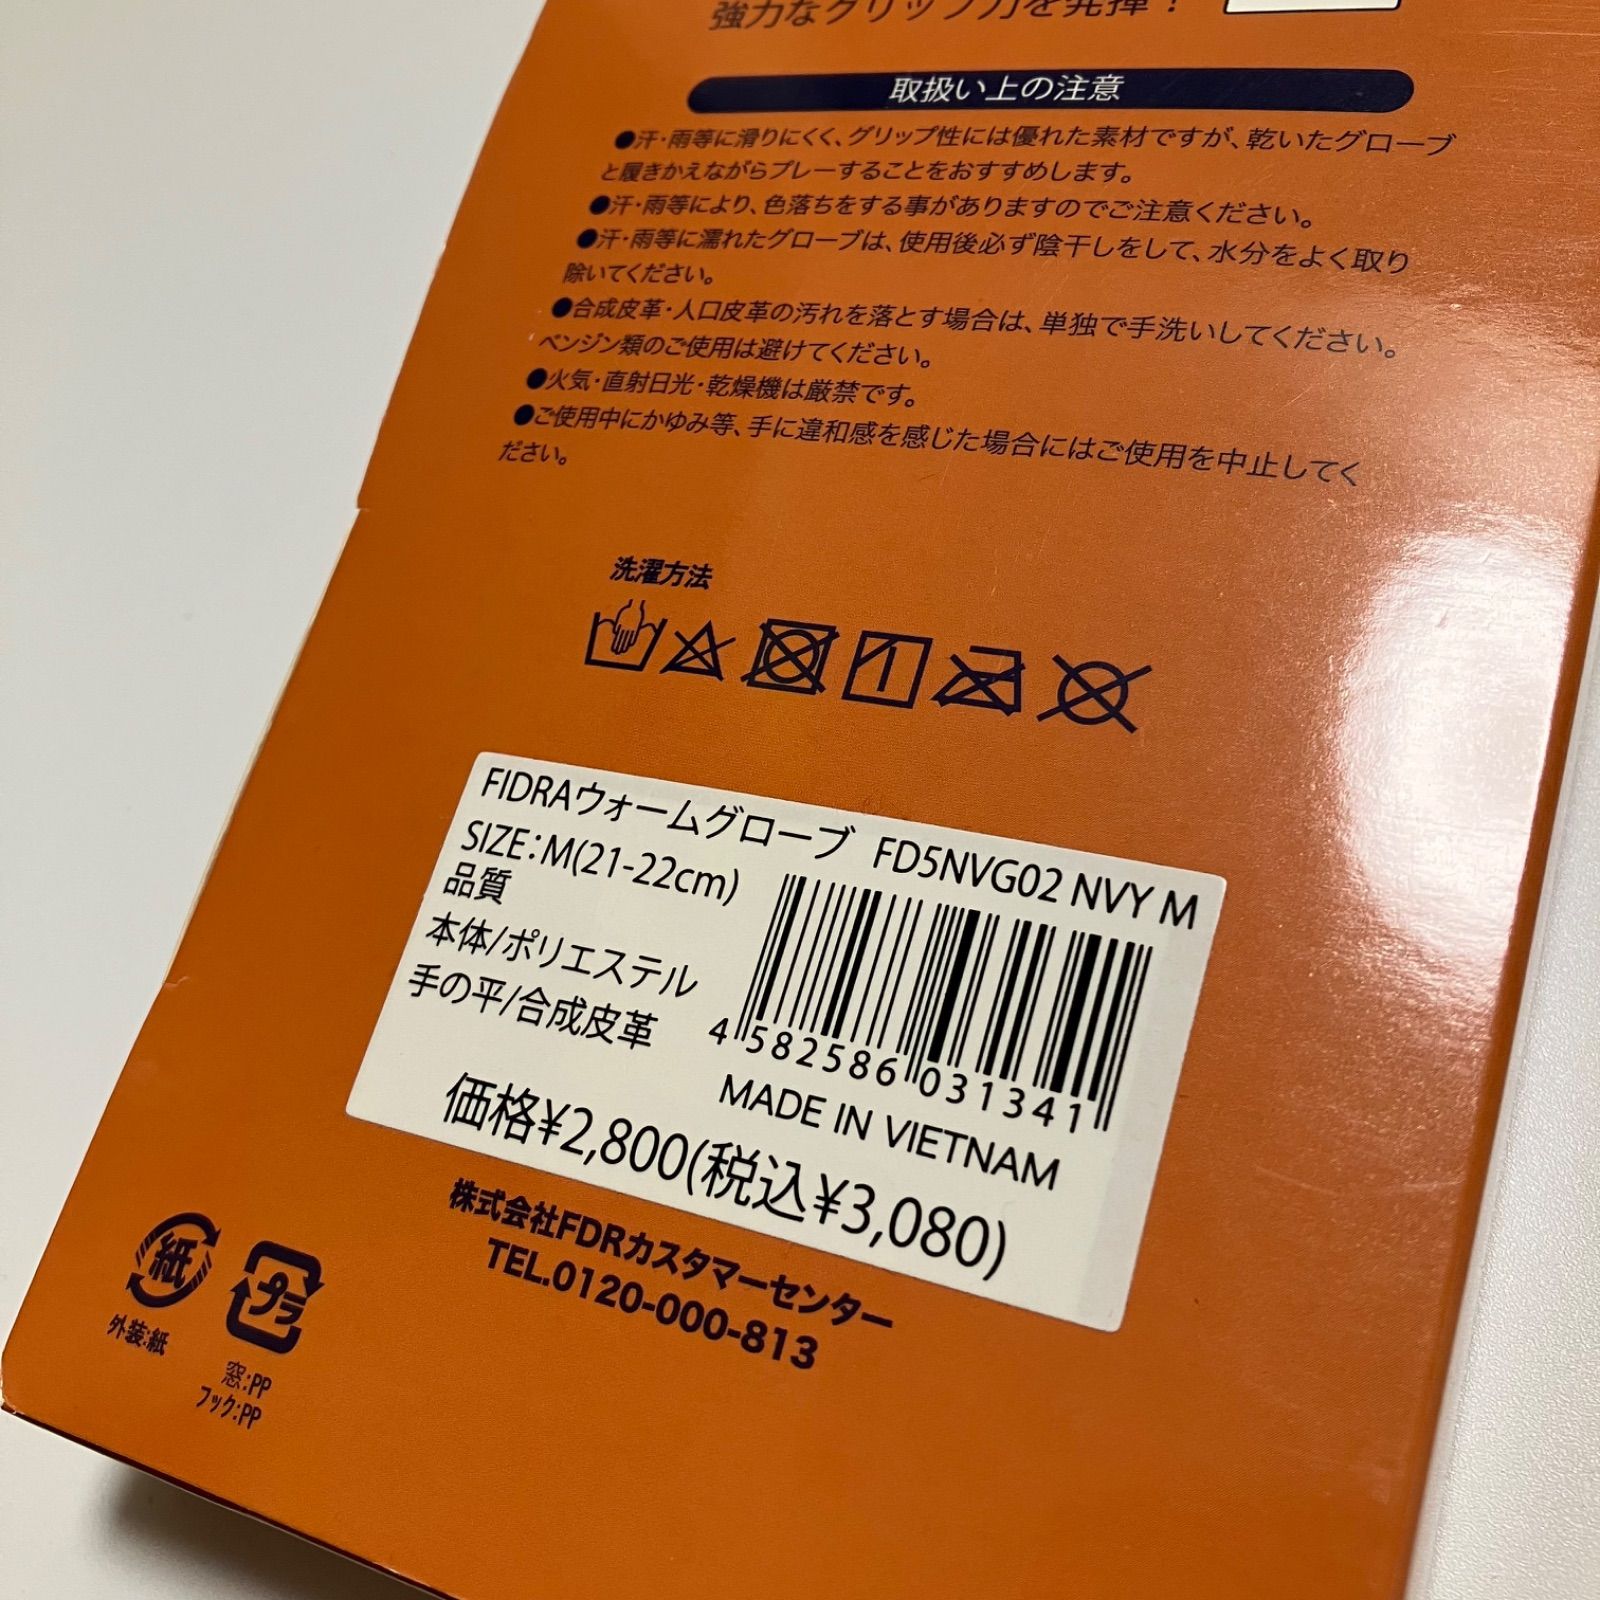 強力なグリップ力を発揮！
取扱い上の注意
●汗・雨等に滑りにくく、グリップ性には優れた素材ですが、乾いたグローブ
と履きかえながらプレーすることをおすすめします。
●汗・雨等により、色落ちをする事がありますのでご注意ください。
●汗・雨等に濡れたグローブは、使用後必ず陰干しをして、水分をよく取り
除いてください。
●合成皮革・人口皮革の汚れを落とす場合は、単独で手洗いしてください。
ベンジン類のご使用は避けてください。
●火気・直射日光・乾燥機は厳禁です。
●ご使用中にかゆみ等、手に違和感を感じた場合にはご使用を中止してく
ださい。
洗濯方法
FIDRAウォームグローブ FD5NVG02 NVY M
SIZE:M(21-22cm)
品質
本体/ポリエステル
手の平/合成皮革
4 582586 031341
MADE IN VIETNAM
価格¥2,800(税込¥3,080)
株式会社FDRカスタマーセンター
TEL.0120-000-813
紙
外装:紙
プラ
窓:PP
フック:PP